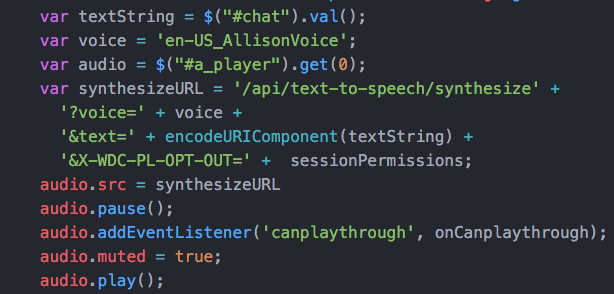 var textString = $("#chat").val();
var voice = 'en-US_AllisonVoice';
var audio = $("#a_player").get(0);
var synthesizeURL = '/api/text-to-speech/synthesize' +
'?voice=' + voice +
'&text=' + encodeURIComponent(textString) +
'&X-WDC-PL-OPT-OUT=' +  sessionPermissions;
audio.src = synthesizeURL
audio.pause();
audio.addEventListener('canplaythrough', onCanplaythrough);
audio.muted = true;
audio.play();